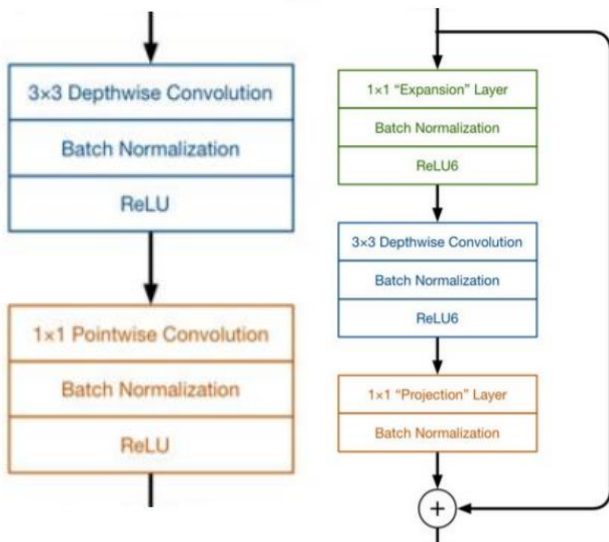 3×3 Depthwise Convolution
Batch Normalization
ReLU
1×1 Pointwise Convolution
Batch Normalization
ReLU
1×1 “Expansion” Layer
Batch Normalization
ReLU6
3×3 Depthwise Convolution
Batch Normalization
ReLU6
1×1 “Projection” Layer
Batch Normalization
+